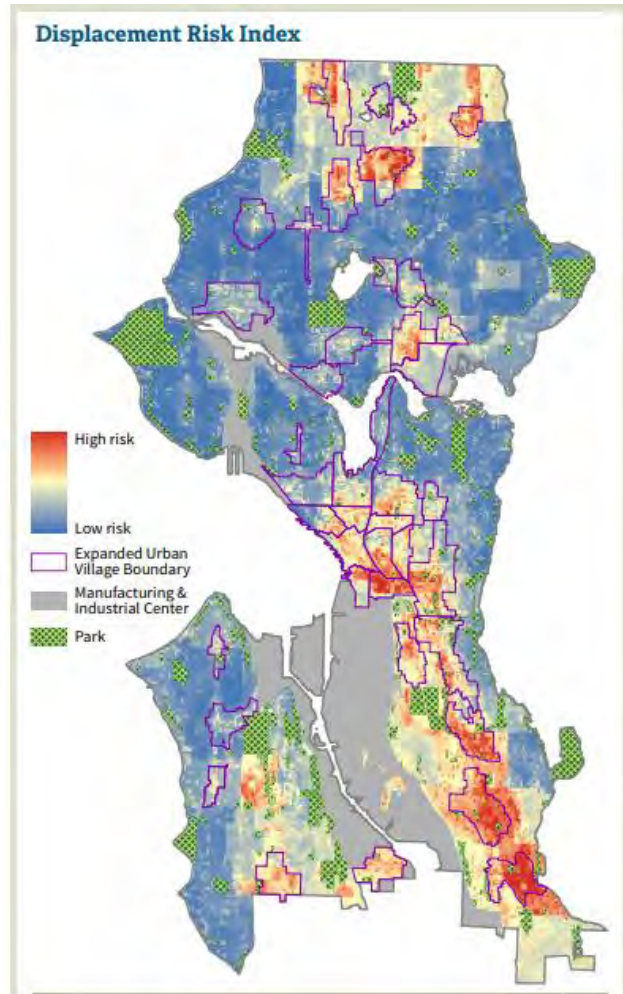 Displacement Risk Index
High risk
Low risk
Expanded Urban
Village Boundary
Manufacturing &
Industrial Center
Park